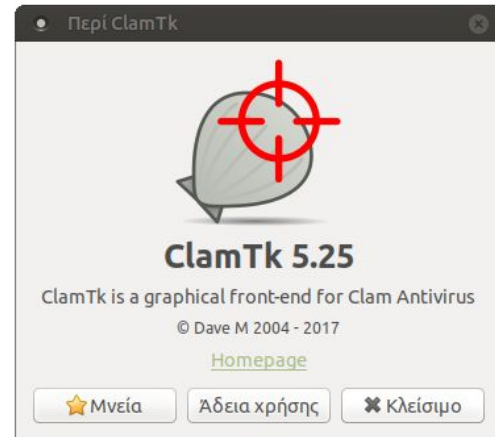 Περί ClamTk
ClamTk 5.25
ClamTk is a graphical front-end for Clam Antivirus
© Dave M 2004 - 2017
Homepage
Μνεία Άδεια χρήσης Κλείσιμο